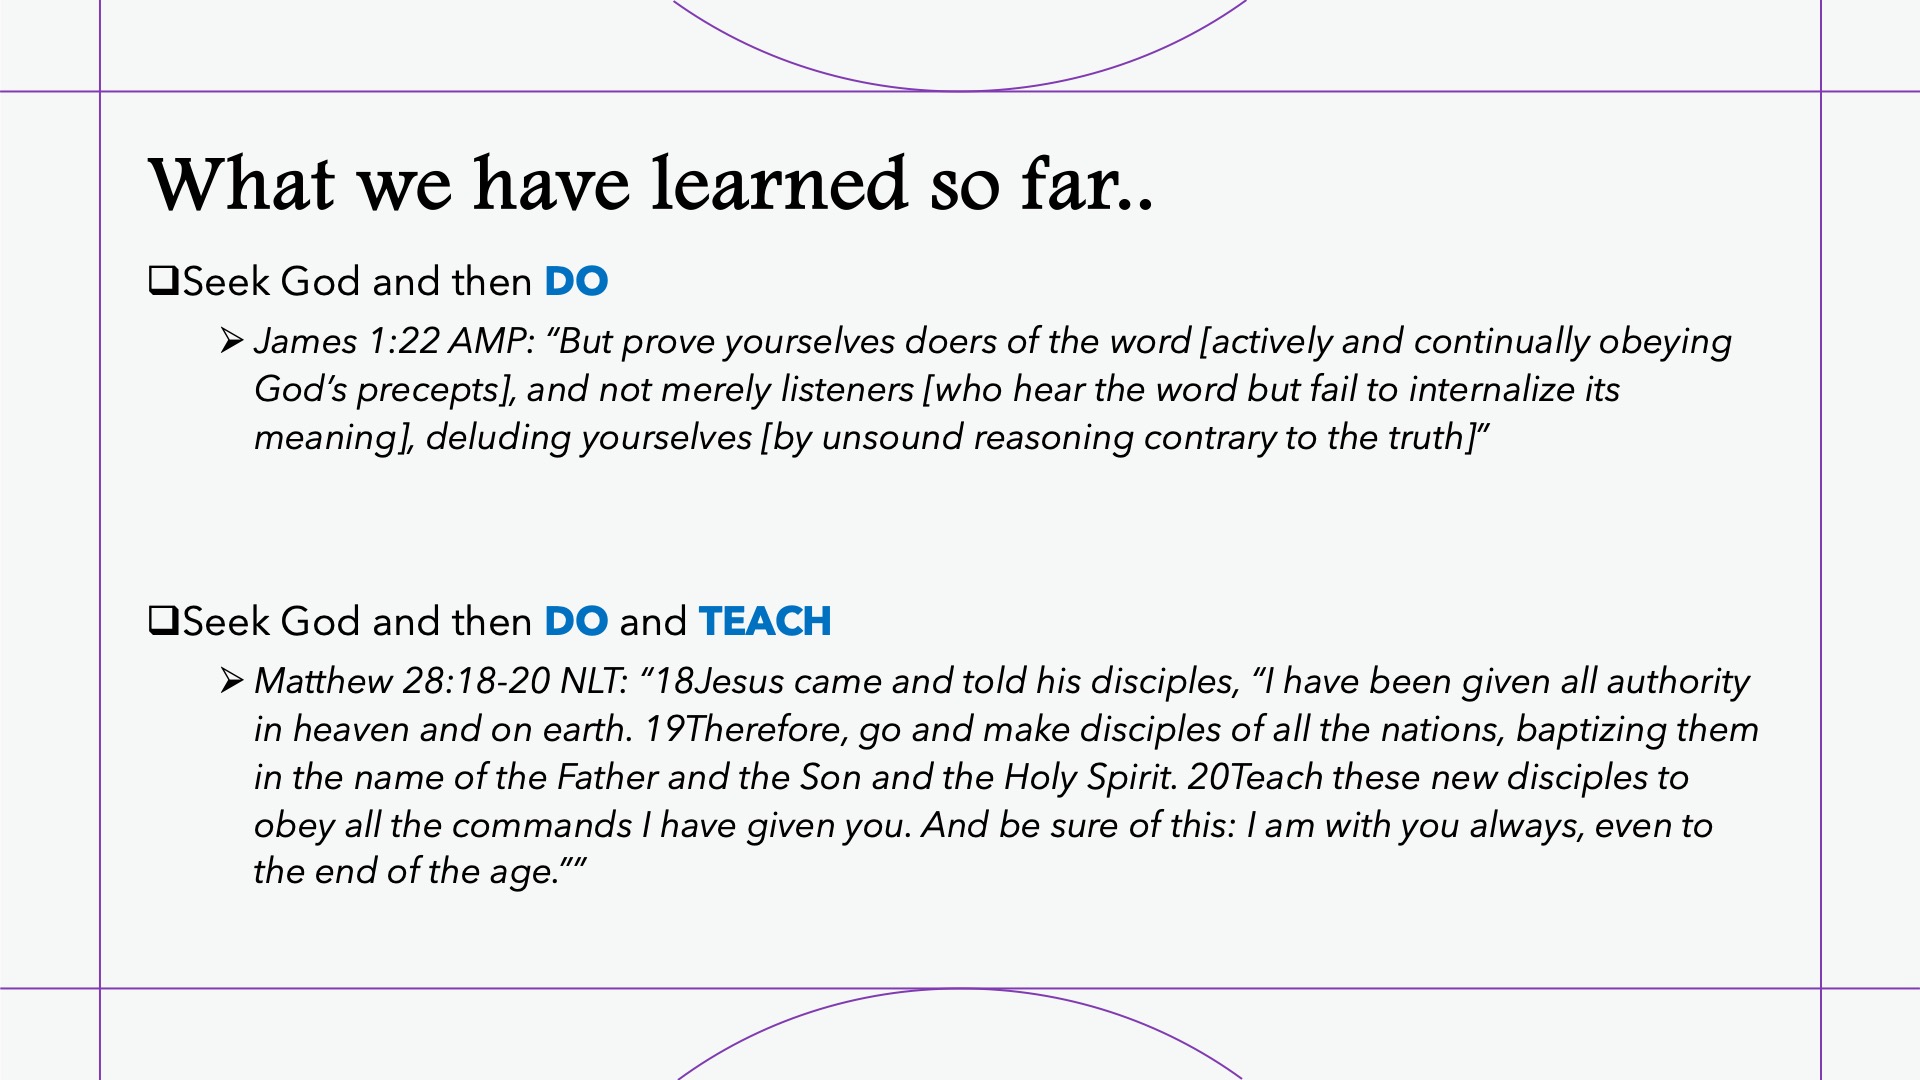 What we have learned so far..
❑Seek God and then DO
➢ James 1:22 AMP: “But prove yourselves doers of the word [actively and continually obeying
God’s precepts], and not merely listeners [who hear the word but fail to internalize its
meaning], deluding yourselves [by unsound reasoning contrary to the truth]”
❑Seek God and then DO and TEACH
➢ Matthew 28:18-20 NLT: “18Jesus came and told his disciples, “I have been given all authority
in heaven and on earth. 19Therefore, go and make disciples of all the nations, baptizing them
in the name of the Father and the Son and the Holy Spirit. 20Teach these new disciples to
obey all the commands I have given you. And be sure of this: I am with you always, even to
the end of the age.””